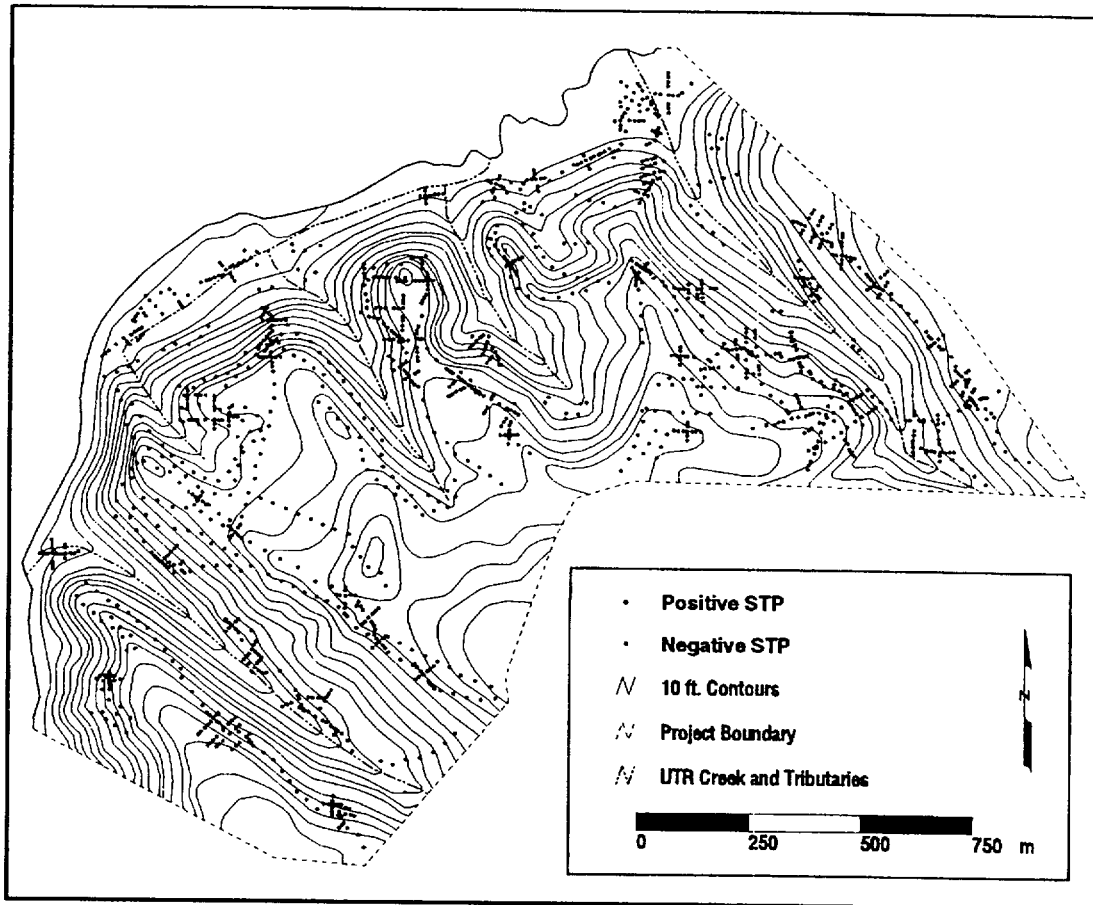 Positive STP
Negative STP
10 ft. Contours
Project Boundary
UTR Creek and Tributaries
N
0 250 500 750 m